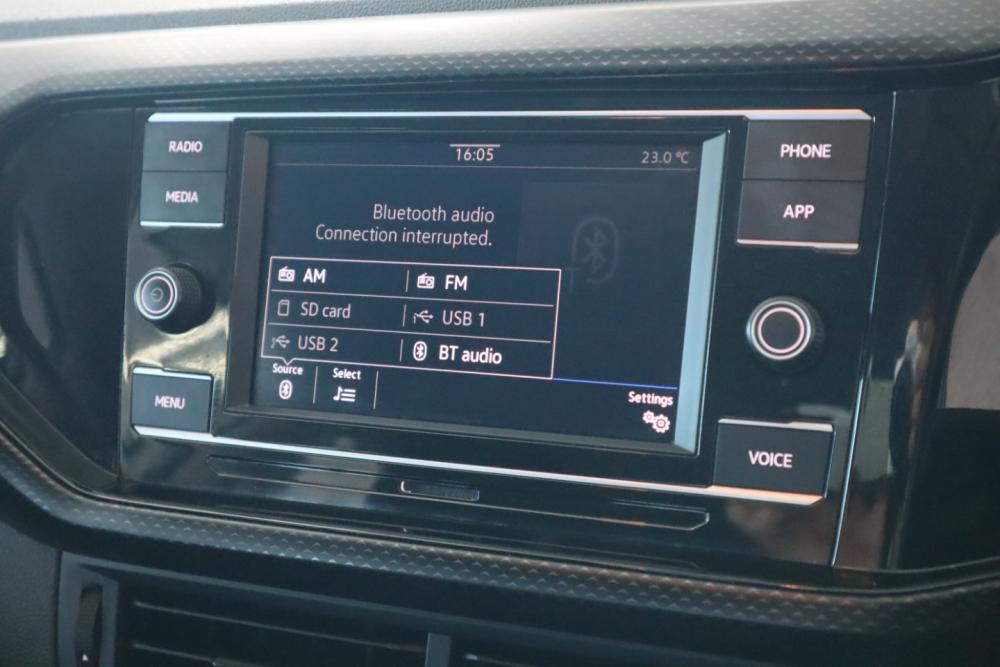 RADIO
MEDIA
MENU
16:05
23.0 °C
Bluetooth audio
Connection interrupted.
AM
FM
SD card
USB 1
USB 2
BT audio
Source
Select
Settings
PHONE
APP
VOICE